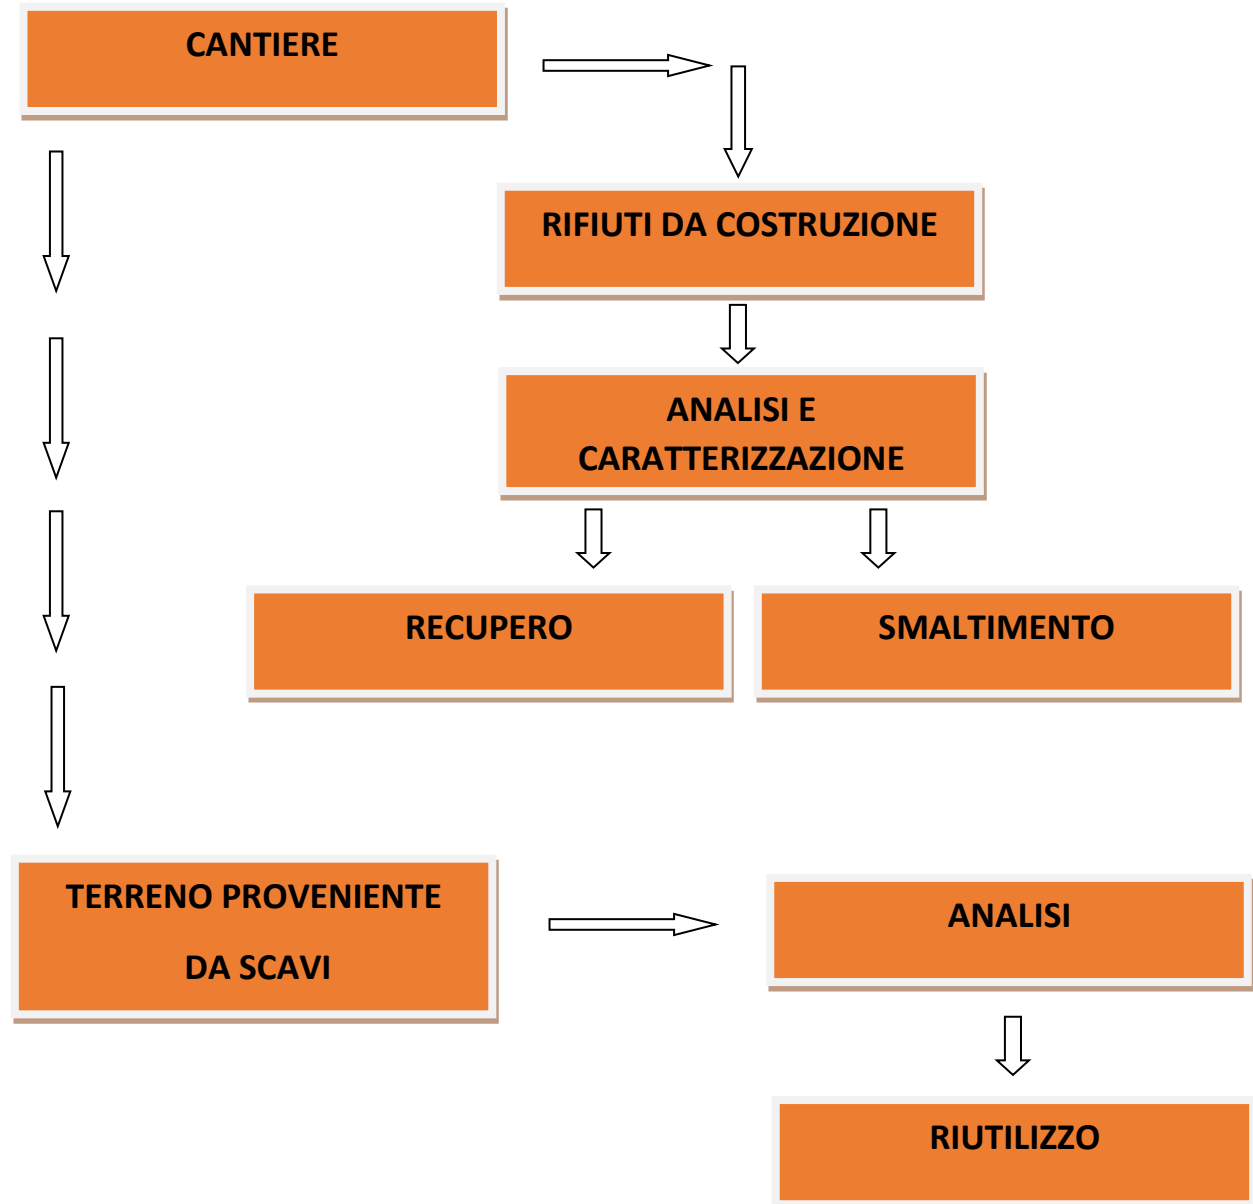 CANTIERE
RIFIUTI DA COSTRUZIONE
ANALISI E
CARATTERIZZAZIONE
RECUPERO
SMALTIMENTO
TERRENO PROVENIENTE
DA SCAVI
ANALISI
RIUTILIZZO